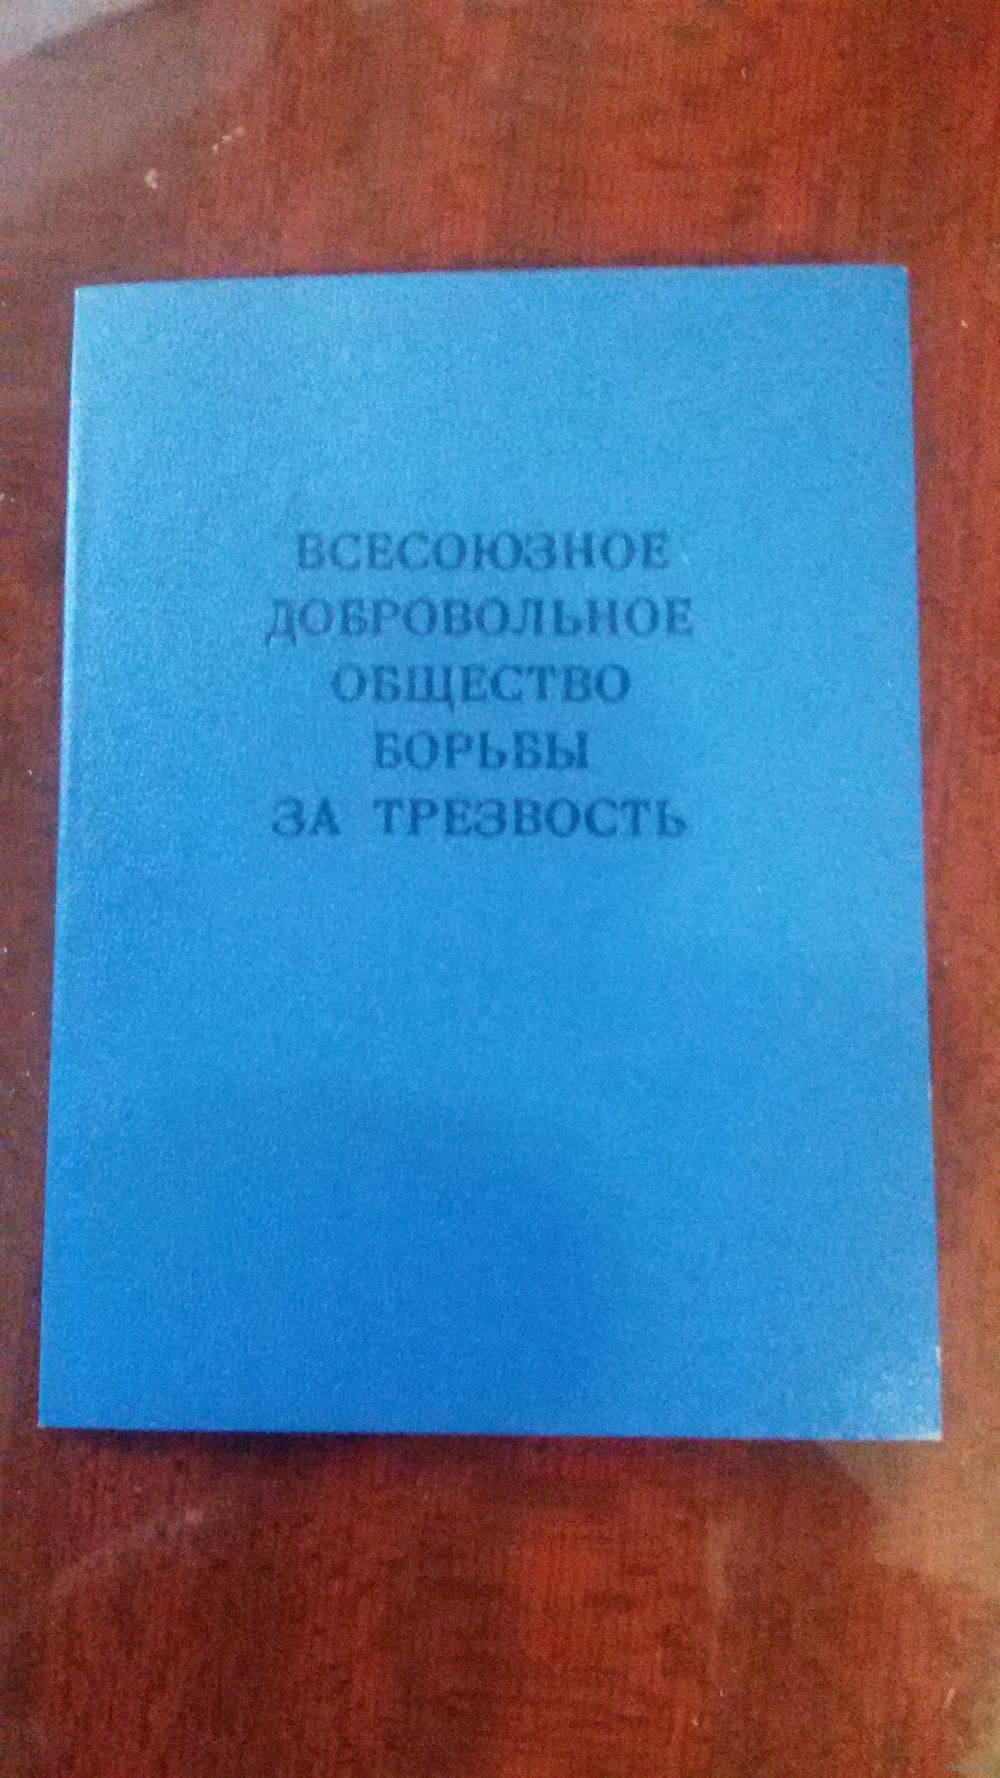 ВСЕСОЮЗНОЕ
ДОБРОВОЛЬНОЕ
ОБЩЕСТВО
БОРЬБЫ
ЗА ТРЕЗВОСТЬ